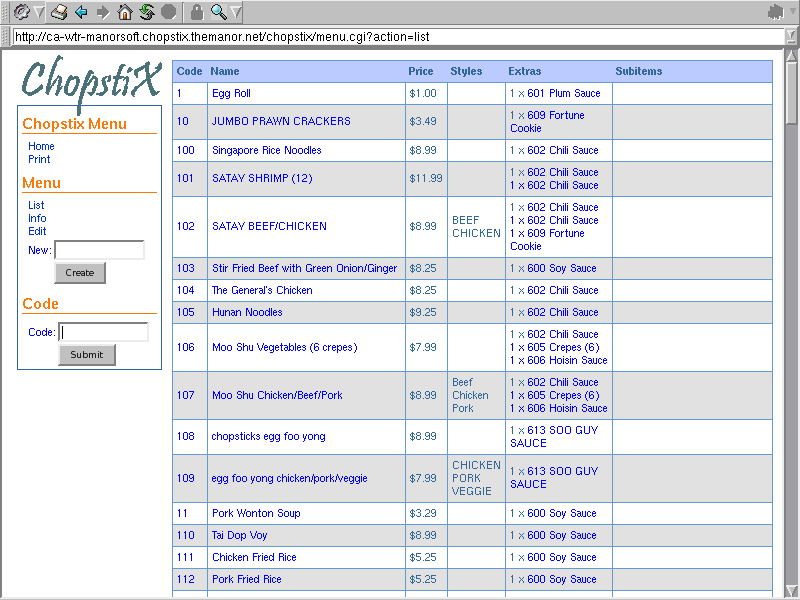 http://ca-wtr-manorsoft.chopstix.themanor.net/chopstix/menu.cgi?action=list
ChopstiX
Chopstix Menu
Home
Print
Menu
List
Info
Edit
New:
Create
Code
Code:
Submit
Code Name Price Styles Extras Subitems
1 Egg Roll $1.00 1 x 601 Plum Sauce
10 JUMBO PRAWN CRACKERS $3.49 1 x 609 Fortune
Cookie
100 Singapore Rice Noodles $8.99 1 x 602 Chili Sauce
101 SATAY SHRIMP (12) $11.99 1 x 602 Chili Sauce
1 x 602 Chili Sauce
102 SATAY BEEF/CHICKEN $8.99 BEEF
CHICKEN
1 x 602 Chili Sauce
1 x 602 Chili Sauce
1 x 609 Fortune
Cookie
103 Stir Fried Beef with Green Onion/Ginger $8.25 1 x 600 Soy Sauce
104 The General's Chicken $8.25 1 x 602 Chili Sauce
105 Hunan Noodles $9.25 1 x 602 Chili Sauce
106 Moo Shu Vegetables (6 crepes) $7.99 1 x 602 Chili Sauce
1 x 605 Crepes (6)
1 x 606 Hoisin Sauce
107 Moo Shu Chicken/Beef/Pork $8.99 Beef
Chicken
Pork
1 x 602 Chili Sauce
1 x 605 Crepes (6)
1 x 606 Hoisin Sauce
108 chopsticks egg foo yong $8.99 1 x 613 SOO GUY
SAUCE
109 egg foo yong chicken/pork/veggie $7.99 CHICKEN
PORK
VEGGIE
1 x 613 SOO GUY
SAUCE
11 Pork Wonton Soup $3.29 1 x 600 Soy Sauce
110 Tai Dop Voy $8.99 1 x 600 Soy Sauce
111 Chicken Fried Rice $5.25 1 x 600 Soy Sauce
112 Pork Fried Rice $5.25 1 x 600 Soy Sauce